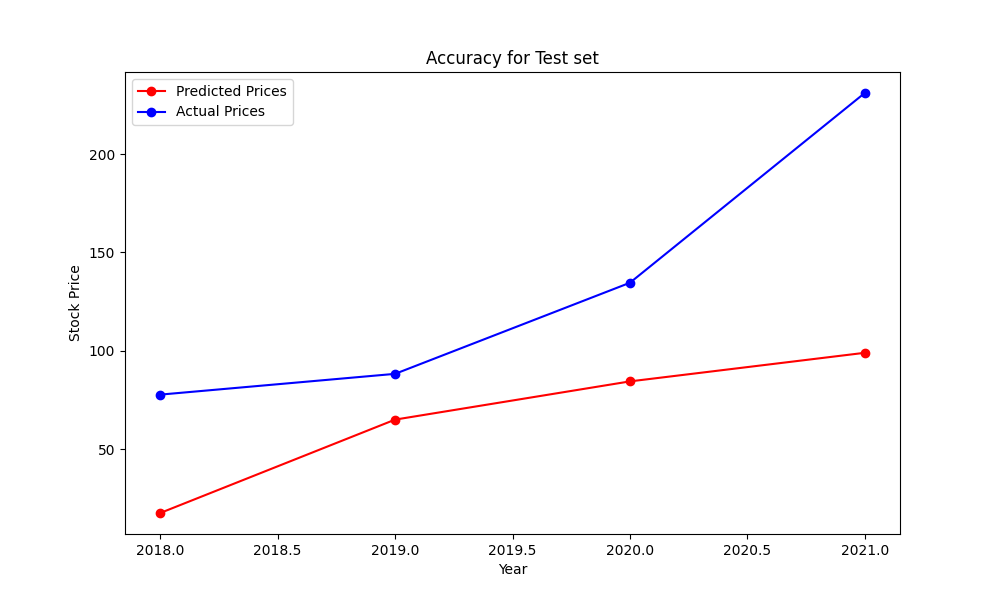 Accuracy for Test set
Predicted Prices
Actual Prices
200
150
100
50
Stock Price
2018.0 2018.5 2019.0 2019.5 2020.0 2020.5 2021.0
Year